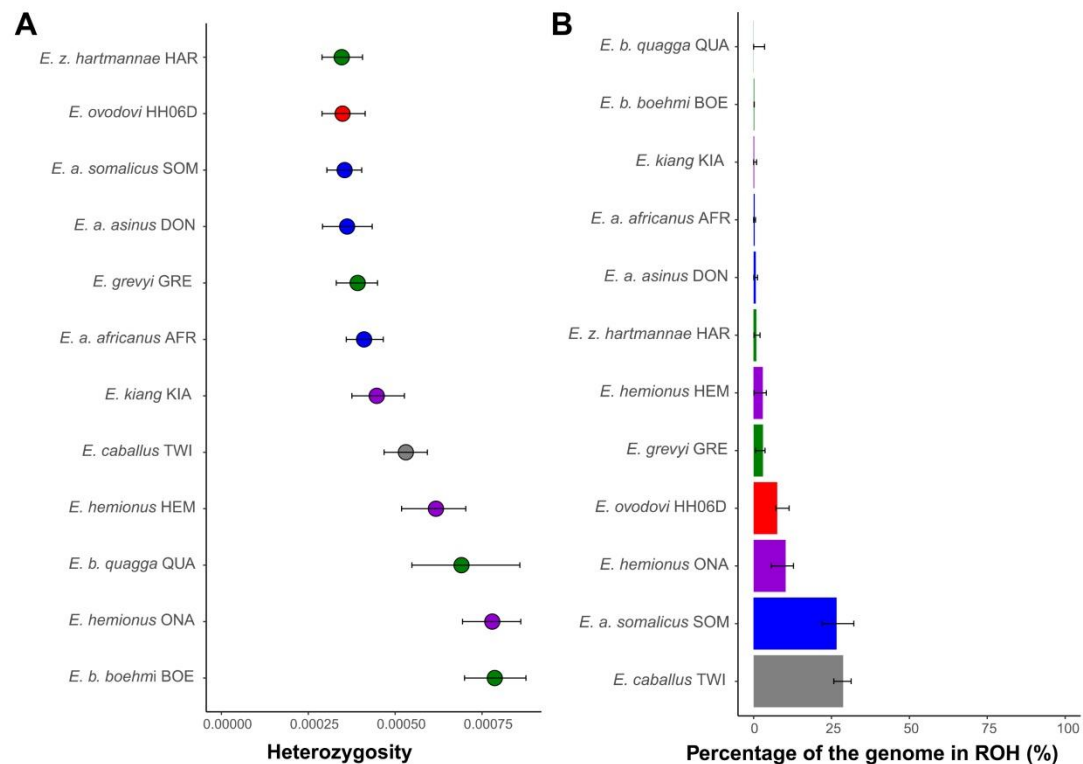 A
E. z. hartmannae HAR
E. ovodovi HH06D
E. a. somalicus SOM
E. a. asinus DON
E. grevyi GRE
E. a. africanus AFR
E. kiang KIA
E. caballus TWI
E. hemionus HEM
E. b. quagga QUA
E. hemionus ONA
E. b. boehmi BOE
0.00000 0.00025 0.00050 0.00075
Heterozygosity
B
E. b. quagga QUA
E. b. boehmi BOE
E. kiang KIA
E. a. africanus AFR
E. a. asinus DON
E. z. hartmannae HAR
E. hemionus HEM
E. grevyi GRE
E. ovodovi HH06D
E. hemionus ONA
E. a. somalicus SOM
E. caballus TWI
0 25 50 75 100
Percentage of the genome in ROH (%)